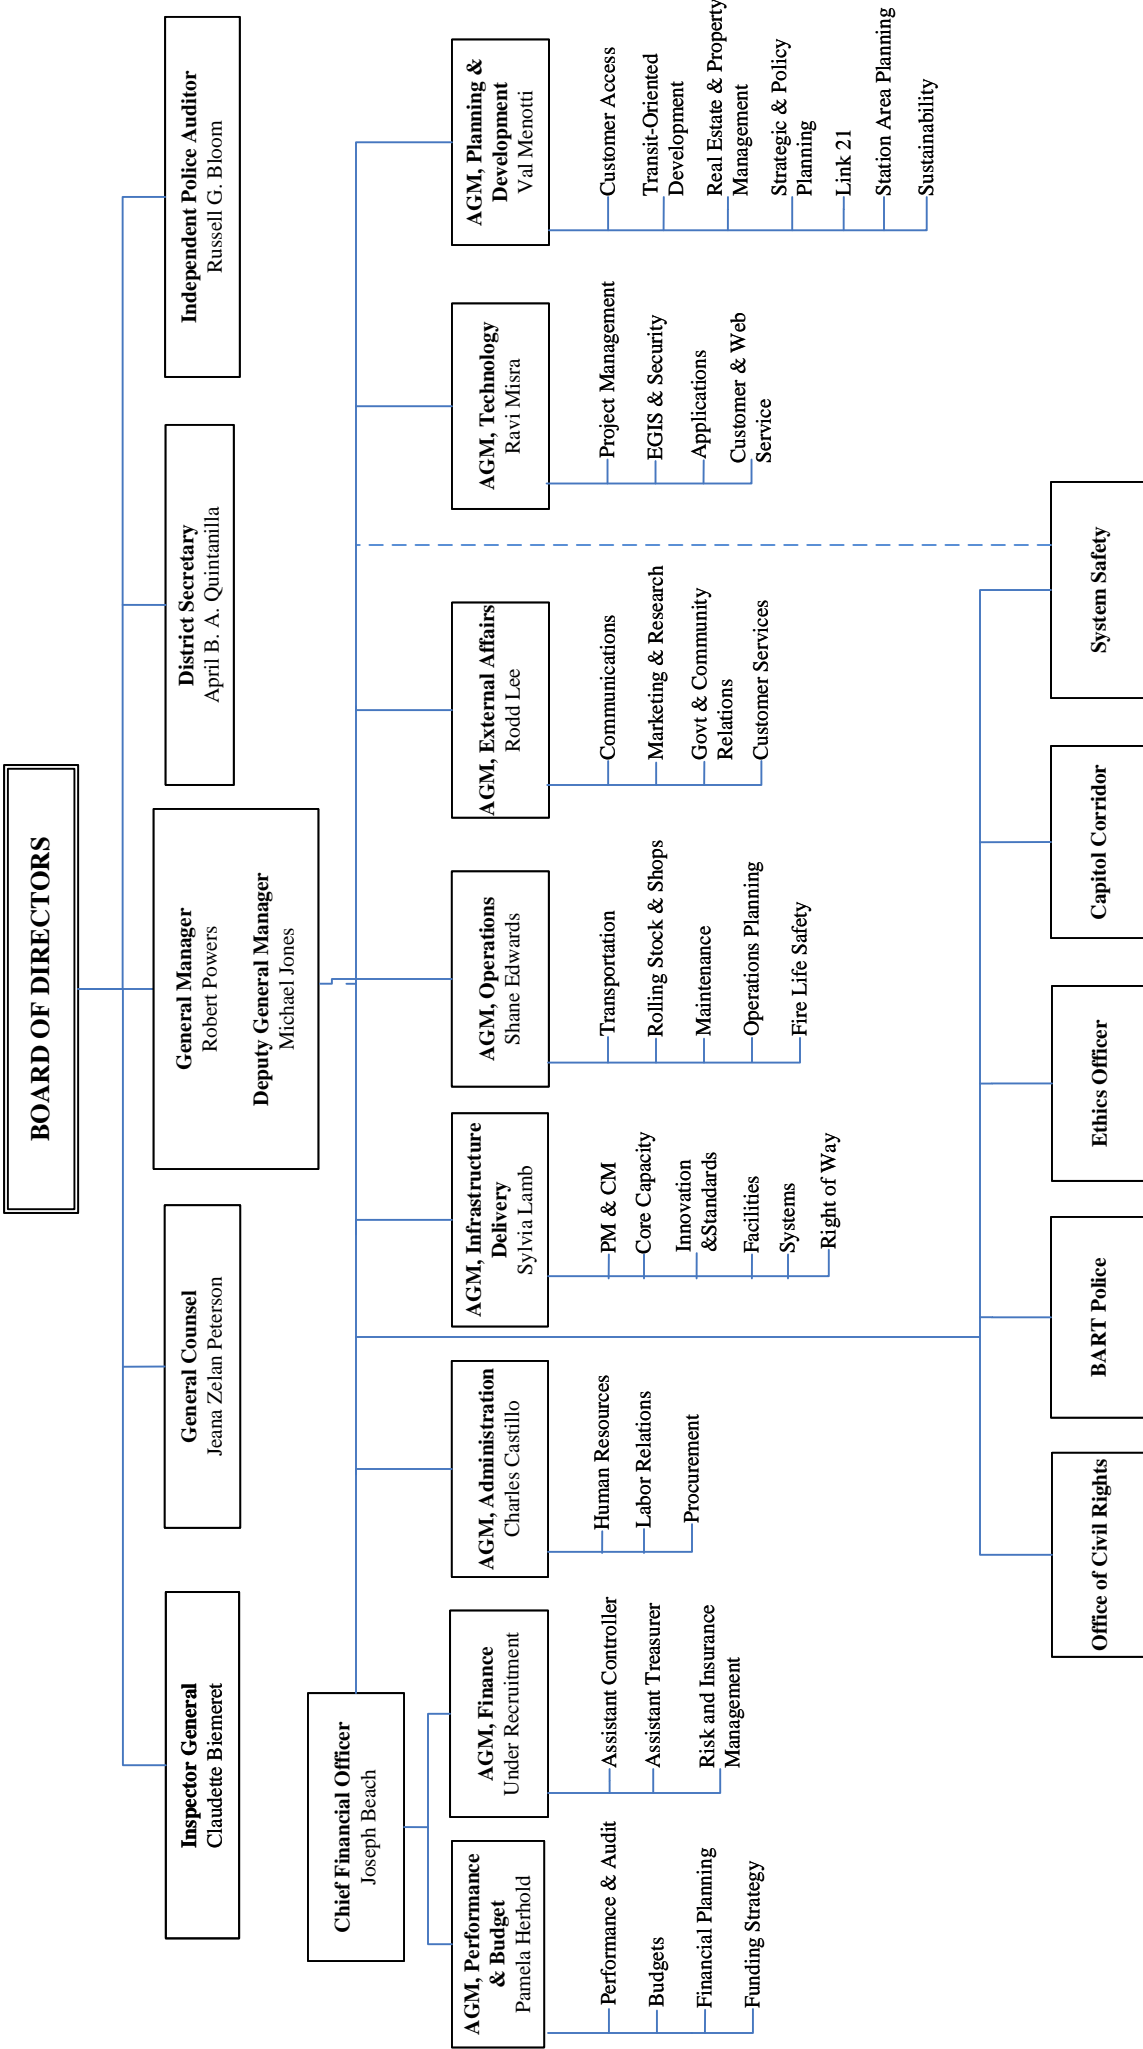 BOARD OF DIRECTORS
Inspector General
Claudette Biemeret
General Counsel
Jeana Zelan Peterson
General Manager
Robert Powers
Deputy General Manager
Michael Jones
District Secretary
April B. A. Quintanilla
Independent Police Auditor
Russell G. Bloom
Chief Financial Officer
Joseph Beach
AGM, Performance
& Budget
Pamela Herhold
Performance & Audit
Budgets
Financial Planning
Funding Strategy
AGM, Finance
Under Recruitment
Assistant Controller
Assistant Treasurer
Risk and Insurance
Management
AGM, Administration
Charles Castillo
Human Resources
Labor Relations
Procurement
AGM, Infrastructure
Delivery
Sylvia Lamb
PM & CM
Core Capacity
Innovation
&Standards
Facilities
Systems
Right of Way
AGM, Operations
Shane Edwards
Transportation
Rolling Stock & Shops
Maintenance
Operations Planning
Fire Life Safety
AGM, External Affairs
Rodd Lee
Communications
Marketing & Research
Govt & Community
Relations
Customer Services
AGM, Technology
Ravi Misra
Project Management
EGIS & Security
Applications
Customer & Web
Service
AGM, Planning &
Development
Val Menotti
Customer Access
Transit-Oriented
Development
Real Estate & Property
Management
Strategic & Policy
Planning
Link 21
Station Area Planning
Sustainability
Office of Civil Rights
BART Police
Ethics Officer
Capitol Corridor
System Safety